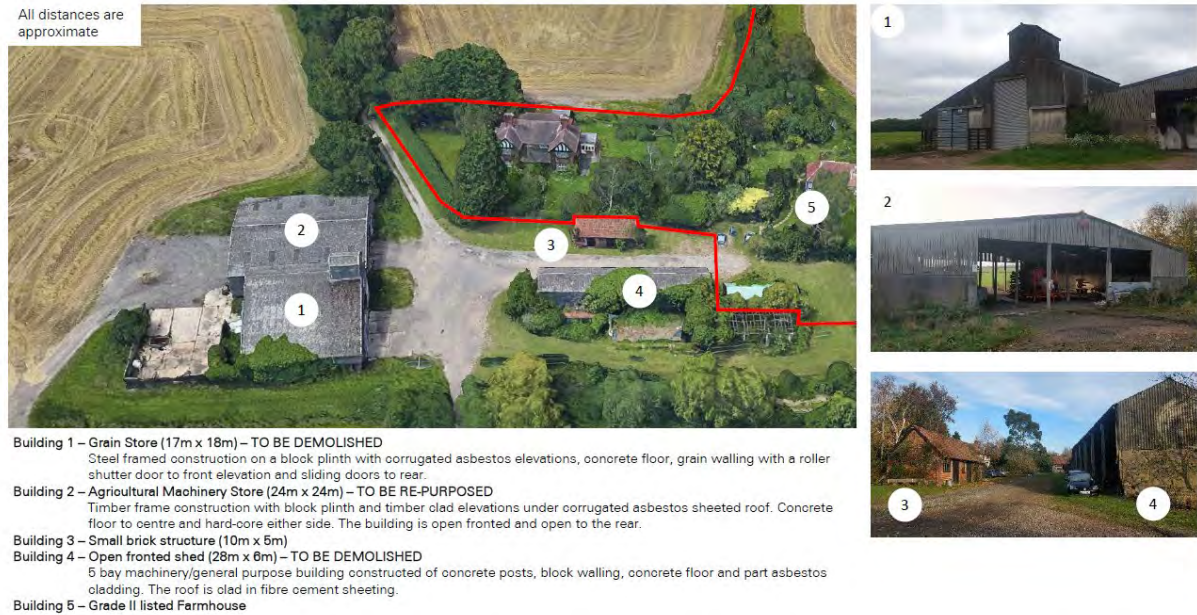 All distances are
approximate
1
2
1
3
4
5
2
3
4
Building 1 – Grain Store (17m x 18m) – TO BE DEMOLISHED
Steel framed construction on a block plinth with corrugated asbestos elevations, concrete floor, grain walling with a roller
shutter door to front elevation and sliding doors to rear.
Building 2 – Agricultural Machinery Store (24m x 24m) – TO BE RE-PURPOSED
Timber frame construction with block plinth and timber clad elevations under corrugated asbestos sheeted roof. Concrete
floor to centre and hard-core either side. The building is open fronted and open to the rear.
Building 3 – Small brick structure (10m x 5m)
Building 4 – Open fronted shed (28m x 6m) – TO BE DEMOLISHED
5 bay machinery/general purpose building constructed of concrete posts, block walling, concrete floor and part asbestos
cladding. The roof is clad in fibre cement sheeting.
Building 5 – Grade II listed Farmhouse